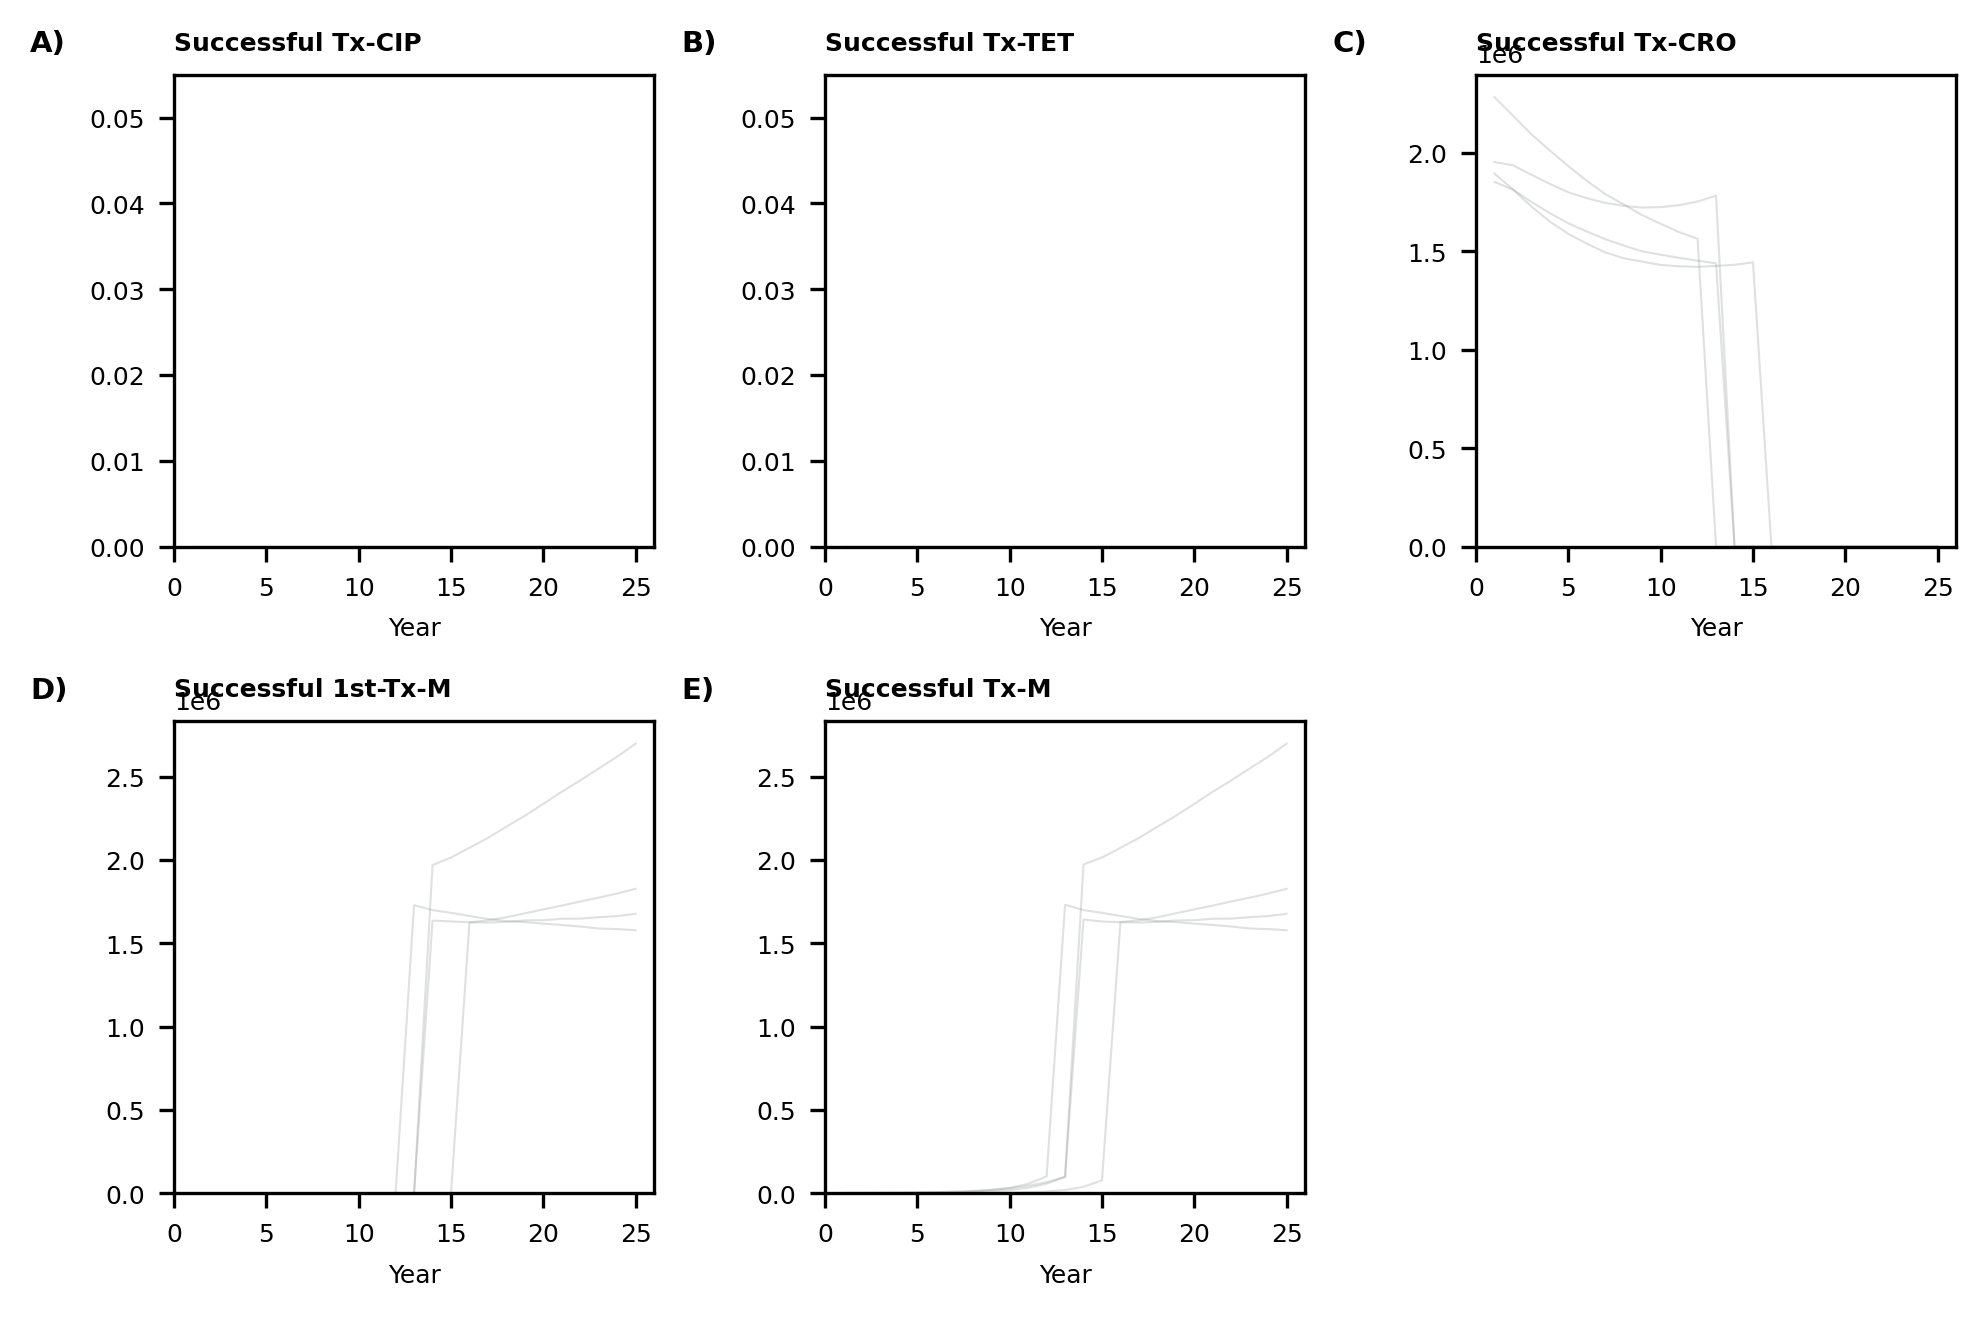 A) Successful Tx-CIP
0.05
0.04
0.03
0.02
0.01
0.00
0 5 10 15 20 25
Year
B) Successful Tx-TET
0.05
0.04
0.03
0.02
0.01
0.00
0 5 10 15 20 25
Year
C) Successful Tx-CRO
1e6
2.0
1.5
1.0
0.5
0.0
0 5 10 15 20 25
Year
D) Successful 1st-Tx-M
1e6
2.5
2.0
1.5
1.0
0.5
0.0
0 5 10 15 20 25
Year
E) Successful Tx-M
1e6
2.5
2.0
1.5
1.0
0.5
0.0
0 5 10 15 20 25
Year